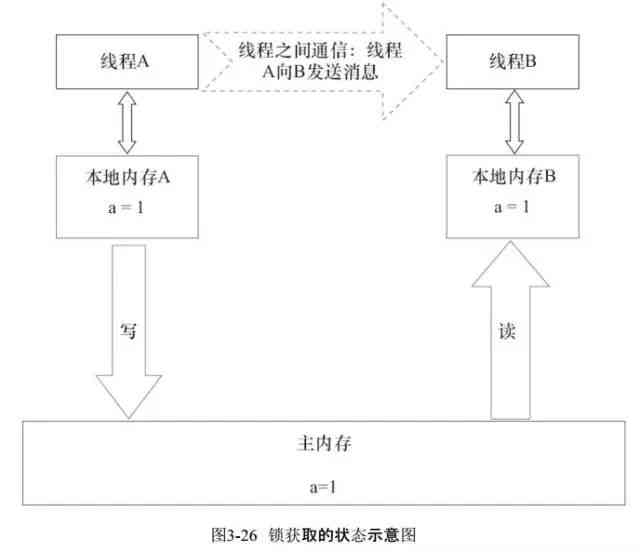 线程A
线程之间通信：线程
A向B发送消息
线程B
本地内存A
a = 1
本地内存B
a = 1
写
读
主内存
a=1
图3-26 锁获取的状态示意图